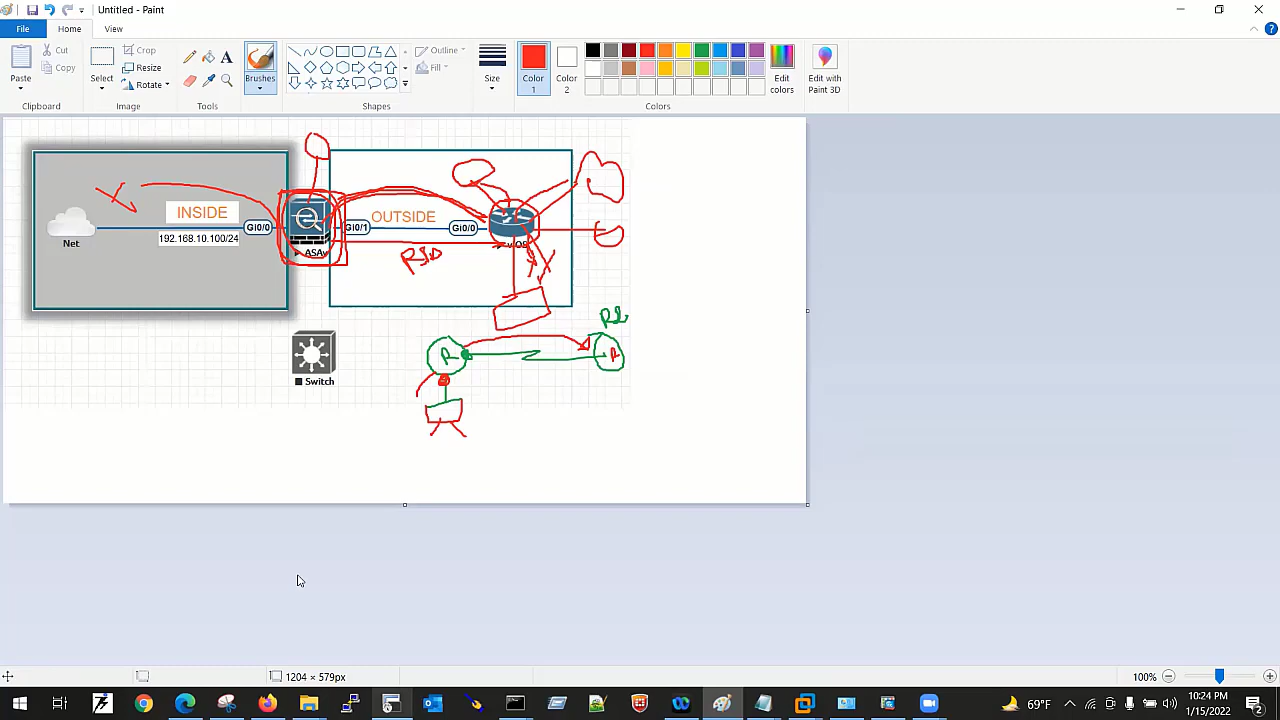 Untitled - Paint
File
Home
View
Paste
Cut
Copy
Clipboard
Select
Crop
Resize
Rotate
Image
Tools
Brushes
Shapes
Outline
Fill
Size
Color 1
Color 2
Edit colors
Colors
Edit with Paint 3D
INSIDE
OUTSIDE
Net
192.168.10.100/24
Gi0/0
Gi0/1
Gi0/0
ASAv
Switch
R
R
1204 × 579px
100%
10:24 PM
69°F
1/15/2022